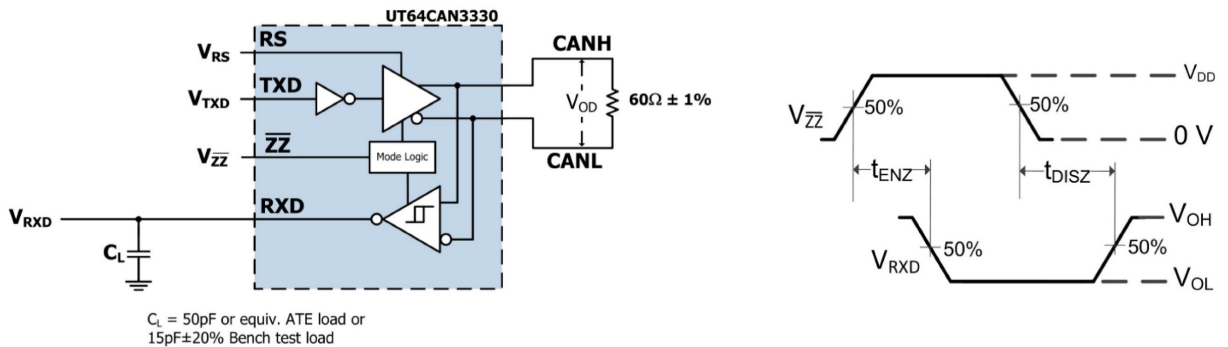 UT64CAN3330
RS
V_RS
TXD
V_TXD
ZZ̅
V_ZZ̅
Mode Logic
RXD
V_RXD
C_L
CANH
V_OD
60Ω ± 1%
CANL
C_L = 50pF or equiv. ATE load or
15pF±20% Bench test load
V_DD
50%
50%
V_ZZ̅
0 V
t_ENZ
t_DISZ
V_OH
50%
50%
V_RXD
V_OL